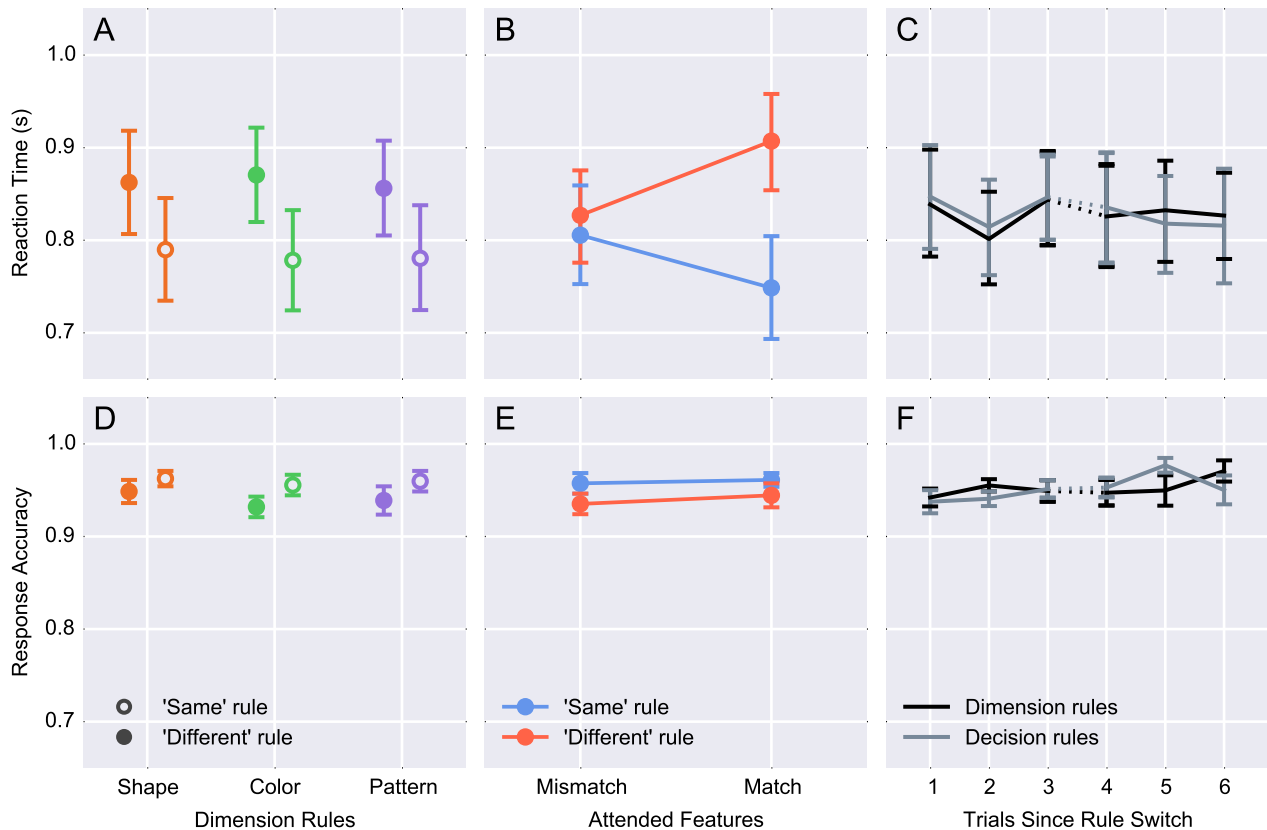 A
B
C
1.0
0.9
0.8
0.7
Reaction Time (s)
D
E
F
1.0
0.9
0.8
0.7
Response Accuracy
'Same' rule
'Different' rule
'Same' rule
'Different' rule
Dimension rules
Decision rules
Shape Color Pattern
Mismatch Match
1 2 3 4 5 6
Dimension Rules
Attended Features
Trials Since Rule Switch